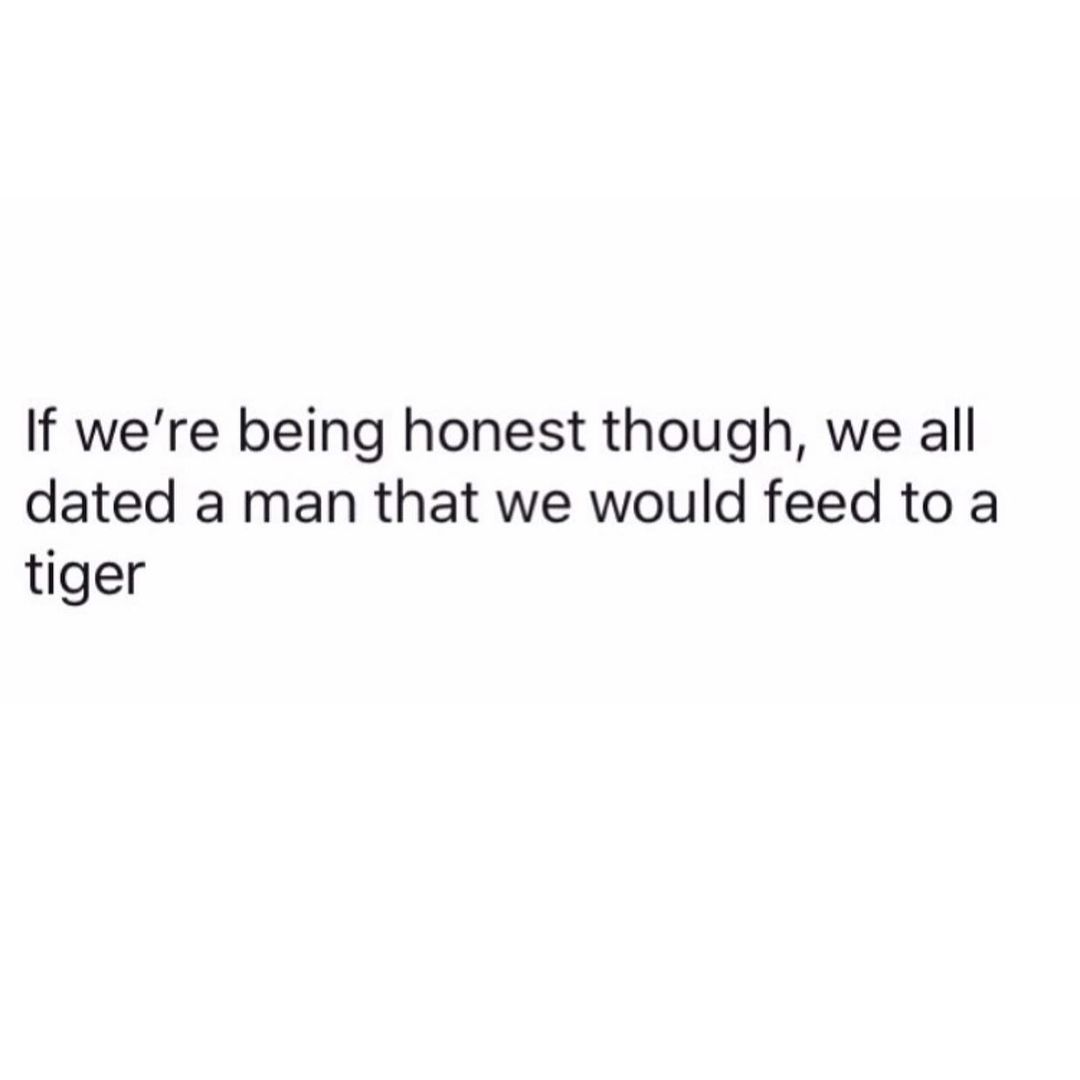 If we’re being honest though, we all
dated a man that we would feed to a
tiger